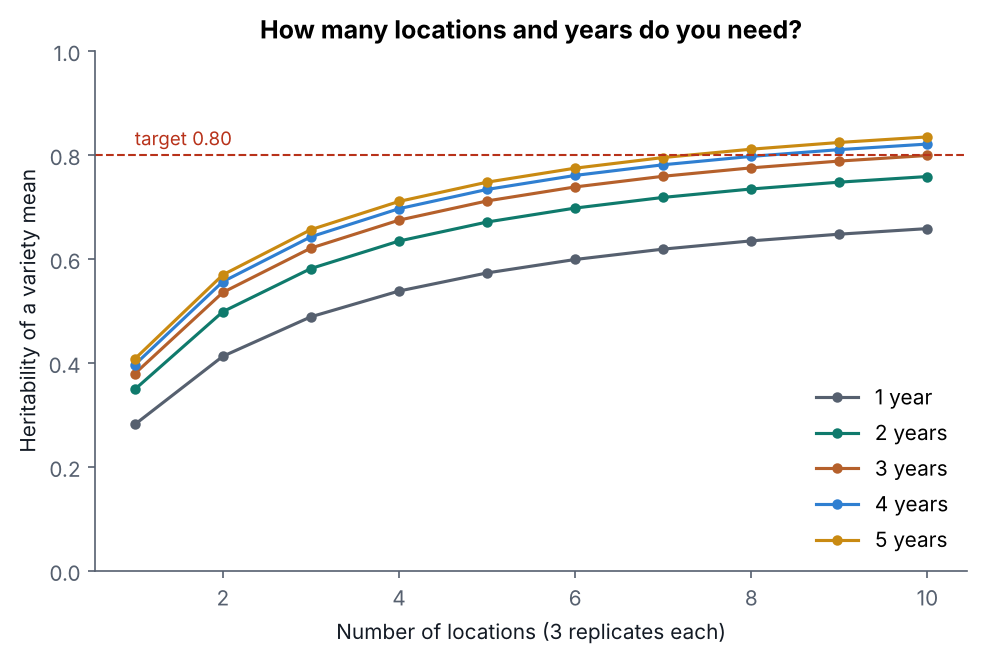 How many locations and years do you need?
1.0
target 0.80
0.8
0.6
0.4
0.2
0.0
Heritability of a variety mean
1 year
2 years
3 years
4 years
5 years
2 4 6 8 10
Number of locations (3 replicates each)